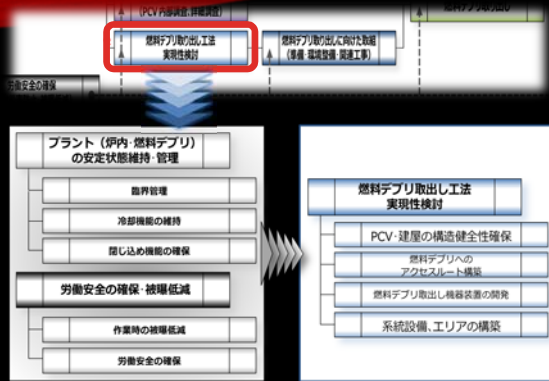 (PCV内部調査、詳細調査)
燃料デブリ取り出し
燃料デブリ取り出し工法
実現性検討
燃料デブリ取り出しに向けた取組
(準備・環境整備・関連工事)
労働安全の確保
プラント（炉内・燃料デブリ）
の安定状態維持・管理
臨界管理
冷却機能の維持
閉じ込め機能の確保
労働安全の確保・被曝低減
作業時の被曝低減
労働安全の確保
燃料デブリ取出し工法
実現性検討
PCV・建屋の構造健全性確保
燃料デブリへの
アクセスルート構築
燃料デブリ取出し機器装置の開発
系統設備、エリアの構築